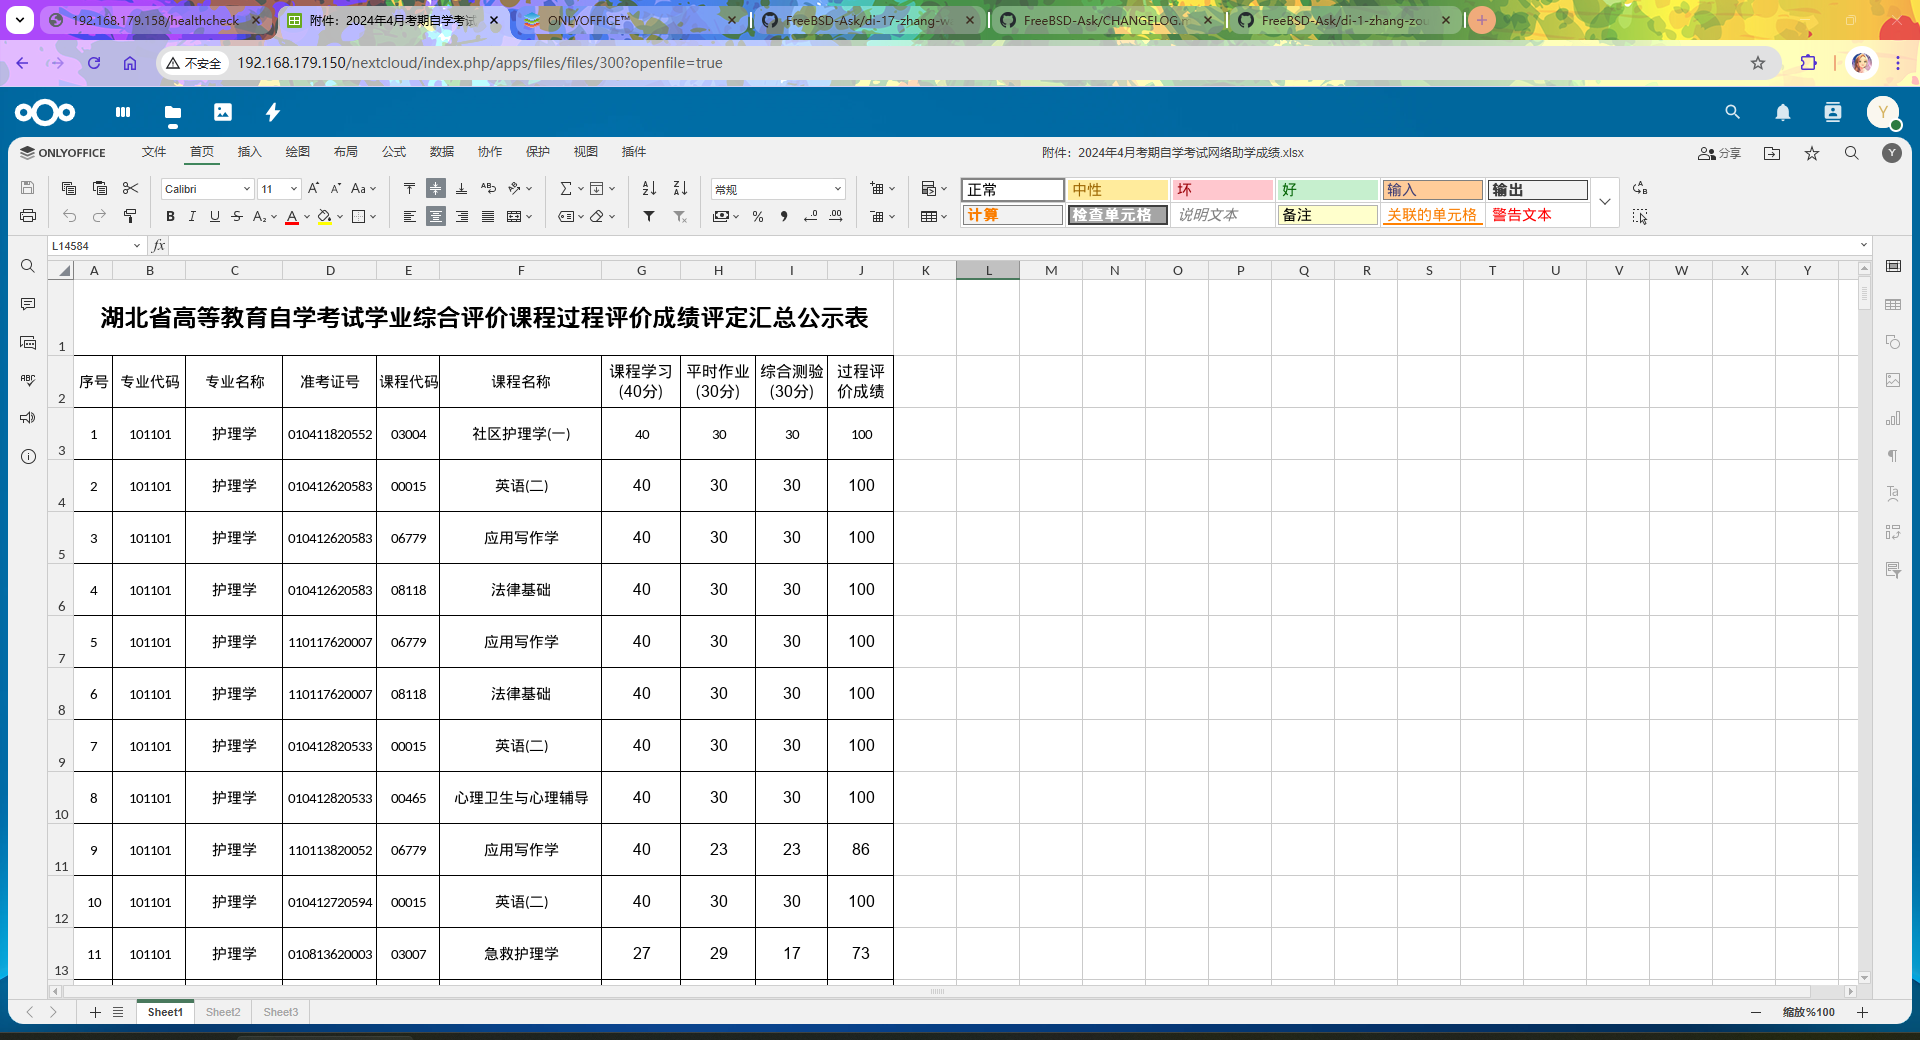 192.168.179.158/healthcheck
附件：2024年4月考期自学考试
ONLYOFFICE™
FreeBSD-Ask/di-17-zhang-w
FreeBSD-Ask/CHANGELOG.
FreeBSD-Ask/di-1-zhang-zou
不安全 192.168.179.150/nextcloud/index.php/apps/files/files/300?openfile=true
Y
ONLYOFFICE 文件 首页 插入 绘图 布局 公式 数据 协作 保护 视图 插件 附件：2024年4月考期自学考试网络助学成绩.xlsx 分享 Y
Calibri 11 常规
正常 中性 坏 好 输入 输出
计算 检查单元格 说明文本 备注 关联的单元格 警告文本
L14584 fx
A B C D E F G H I J K L M N O P Q R S T U V W X Y
1 湖北省高等教育自学考试学业综合评价课程过程评价成绩评定汇总公示表
2 序号 专业代码 专业名称 准考证号 课程代码 课程名称 课程学习(40分) 平时作业(30分) 综合测验(30分) 过程评价成绩
3 1 101101 护理学 010411820552 03004 社区护理学(一) 40 30 30 100
4 2 101101 护理学 010412620583 00015 英语(二) 40 30 30 100
5 3 101101 护理学 010412620583 06779 应用写作学 40 30 30 100
6 4 101101 护理学 010412620583 08118 法律基础 40 30 30 100
7 5 101101 护理学 110117620007 06779 应用写作学 40 30 30 100
8 6 101101 护理学 110117620007 08118 法律基础 40 30 30 100
9 7 101101 护理学 010412820533 00015 英语(二) 40 30 30 100
10 8 101101 护理学 010412820533 00465 心理卫生与心理辅导 40 30 30 100
11 9 101101 护理学 110113820052 06779 应用写作学 40 23 23 86
12 10 101101 护理学 010412720594 00015 英语(二) 40 30 30 100
13 11 101101 护理学 010813620003 03007 急救护理学 27 29 17 73
Sheet1 Sheet2 Sheet3 缩放%100